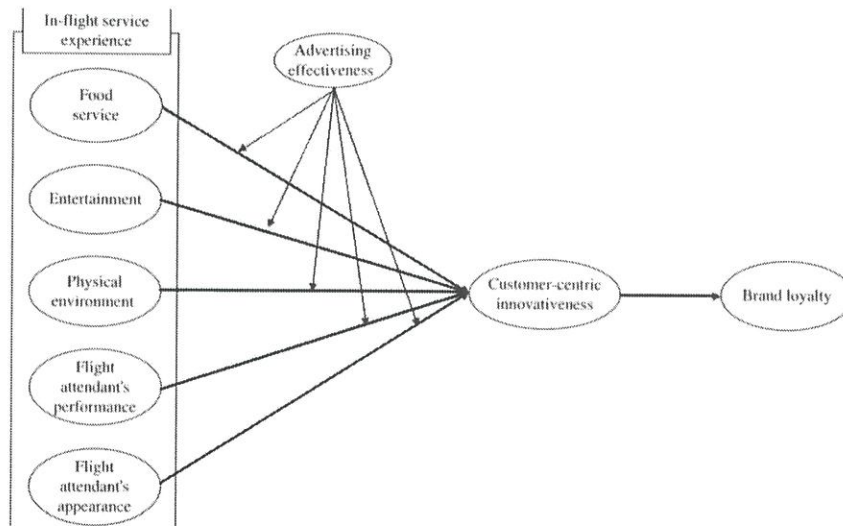 In-flight service
experience
Advertising
effectiveness
Food
service
Entertainment
Physical
environment
Customer-centric
innovativeness
Brand loyalty
Flight
attendant's
performance
Flight
attendant's
appearance